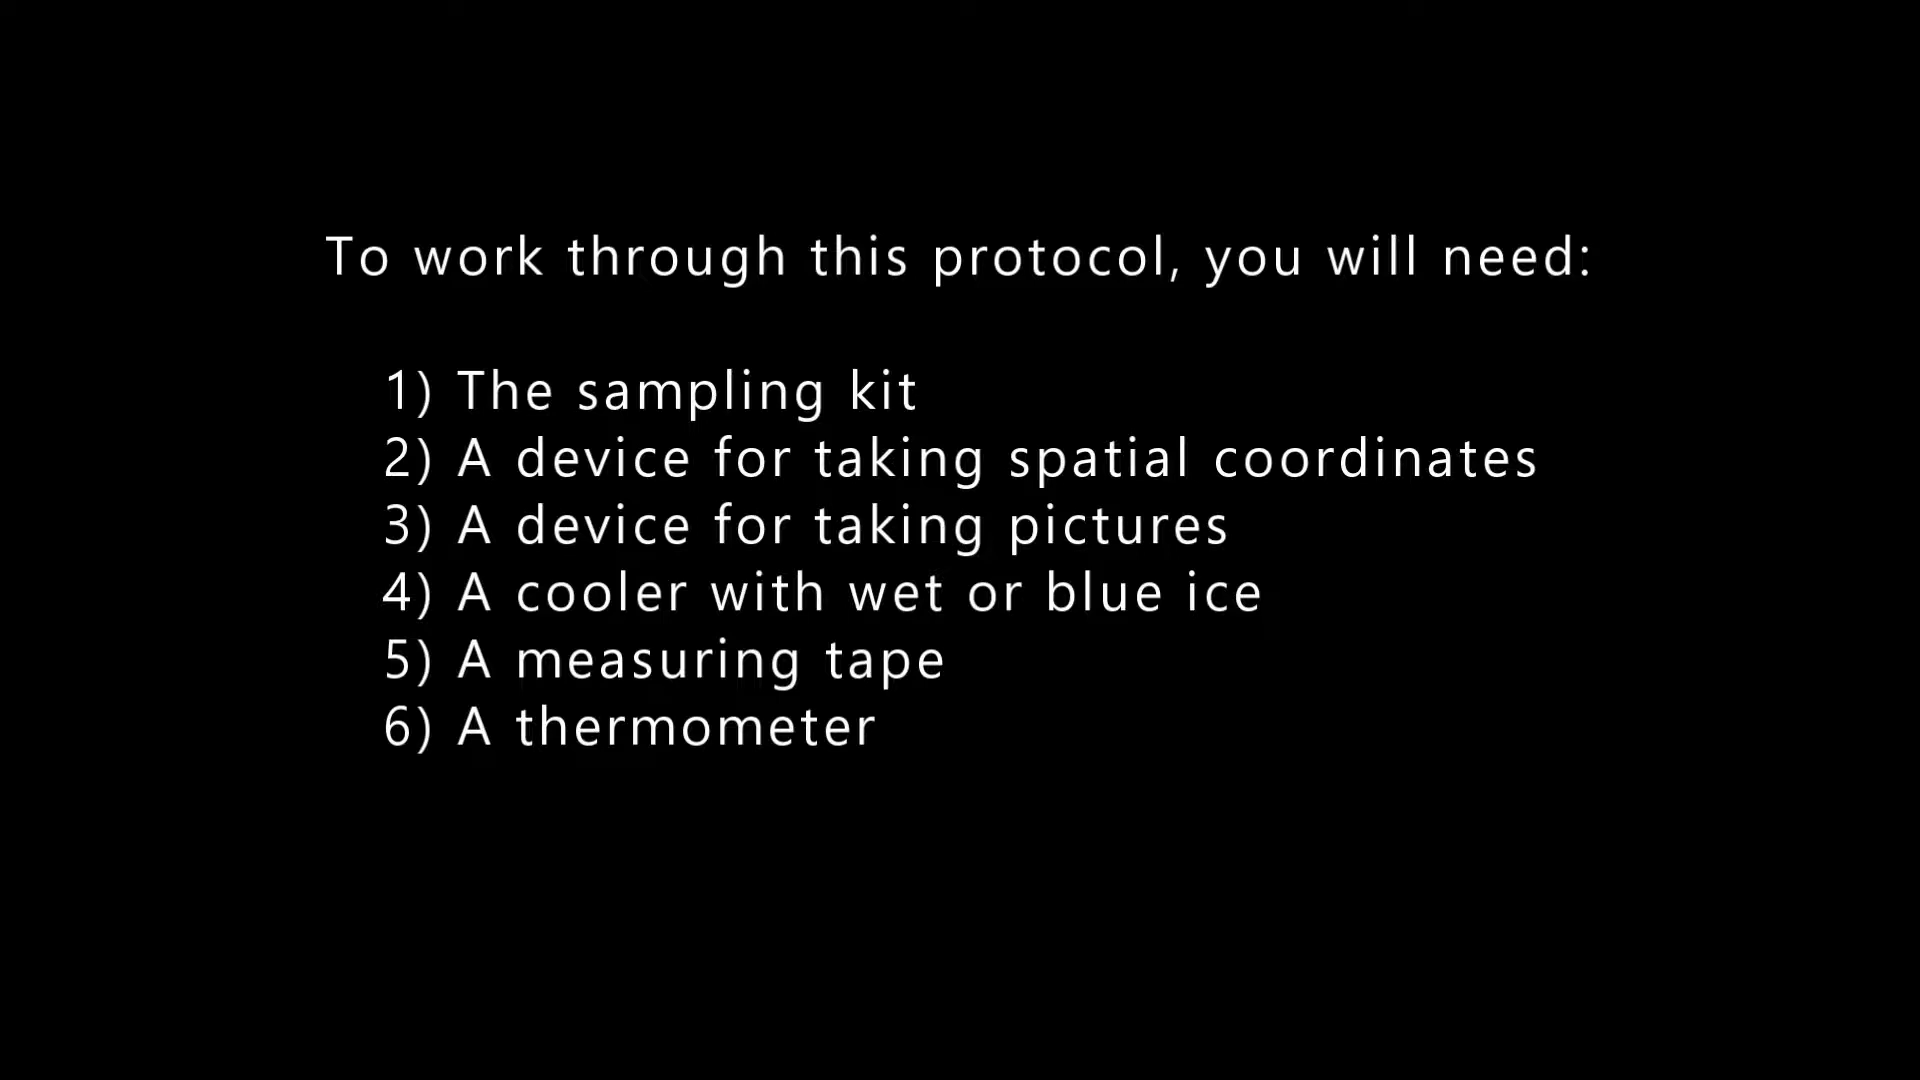 To work through this protocol, you will need:
1) The sampling kit
2) A device for taking spatial coordinates
3) A device for taking pictures
4) A cooler with wet or blue ice
5) A measuring tape
6) A thermometer